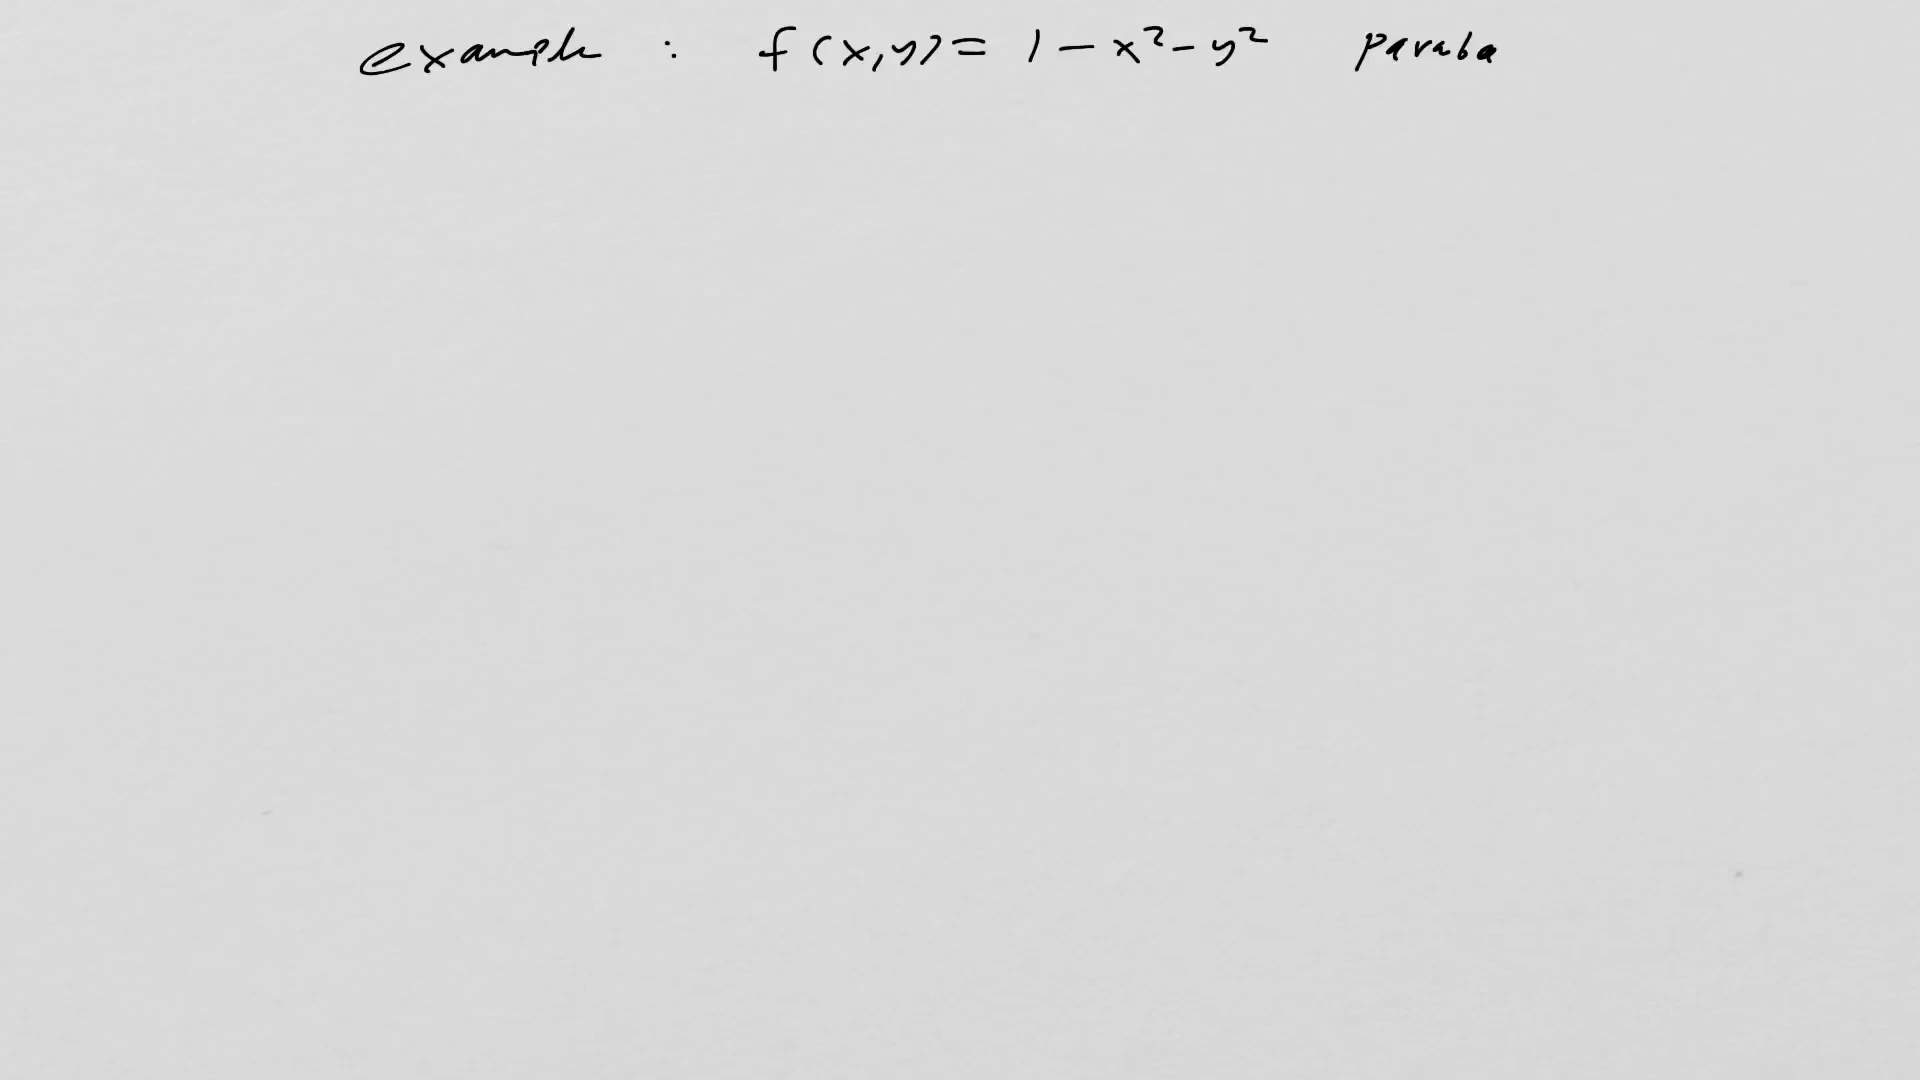 example : f(x,y) = 1 - x² - y² paraba